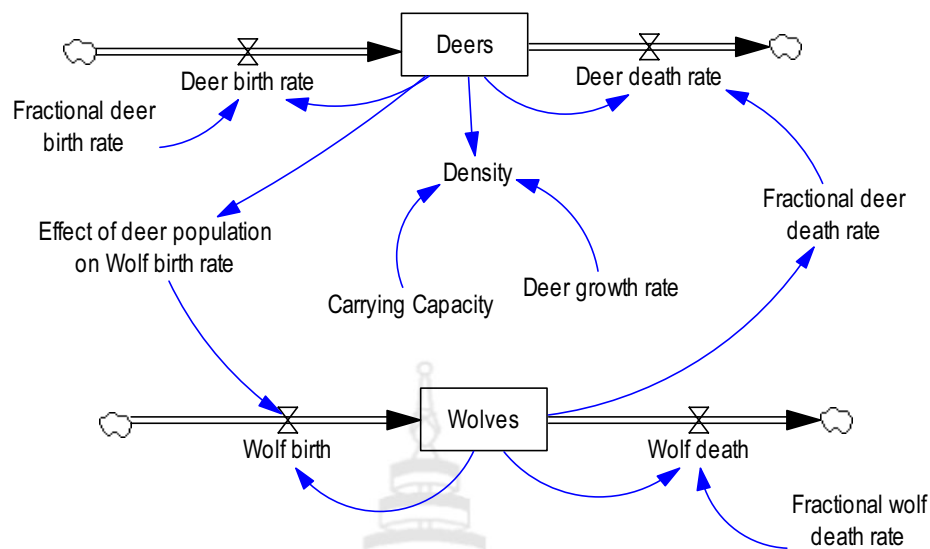 Deers
Deer birth rate
Deer death rate
Fractional deer
birth rate
Density
Fractional deer
death rate
Effect of deer population
on Wolf birth rate
Deer growth rate
Carrying Capacity
Wolves
Wolf birth
Wolf death
Fractional wolf
death rate